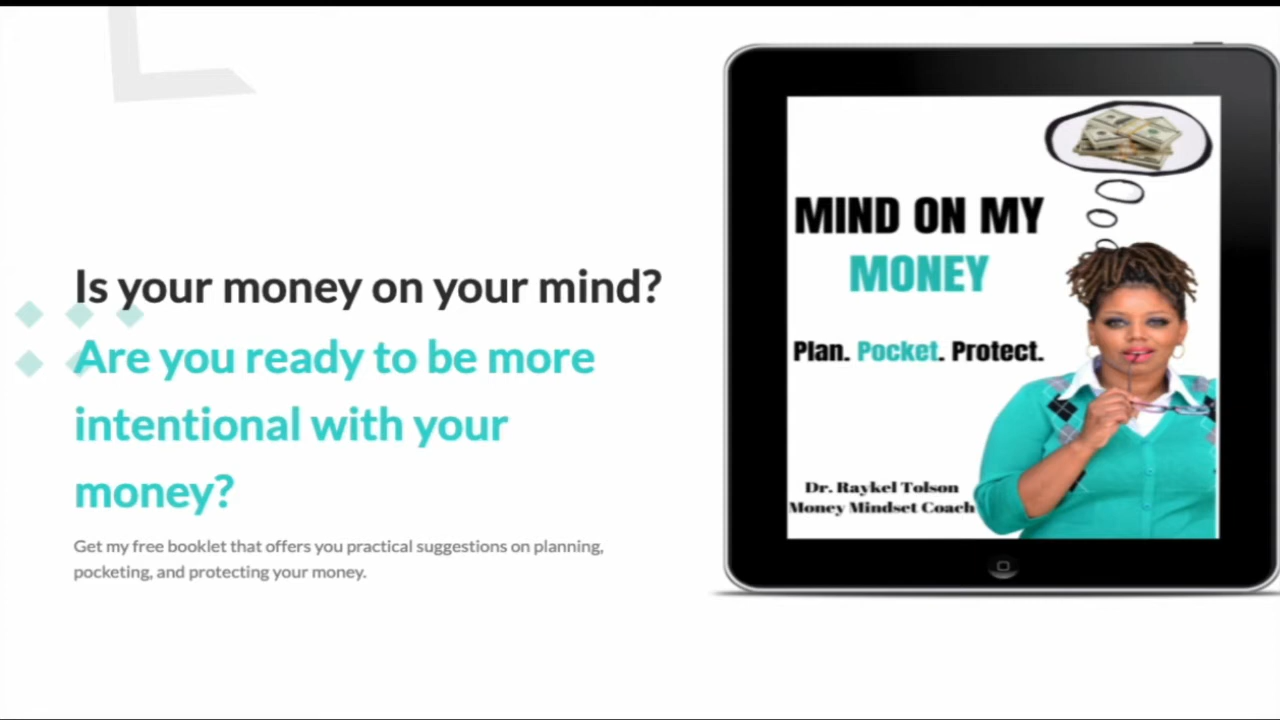 Is your money on your mind?
Are you ready to be more
intentional with your
money?
Get my free booklet that offers you practical suggestions on planning,
pocketing, and protecting your money.
MIND ON MY
MONEY
Plan. Pocket. Protect.
Dr. Raykel Tolson
Money Mindset Coach